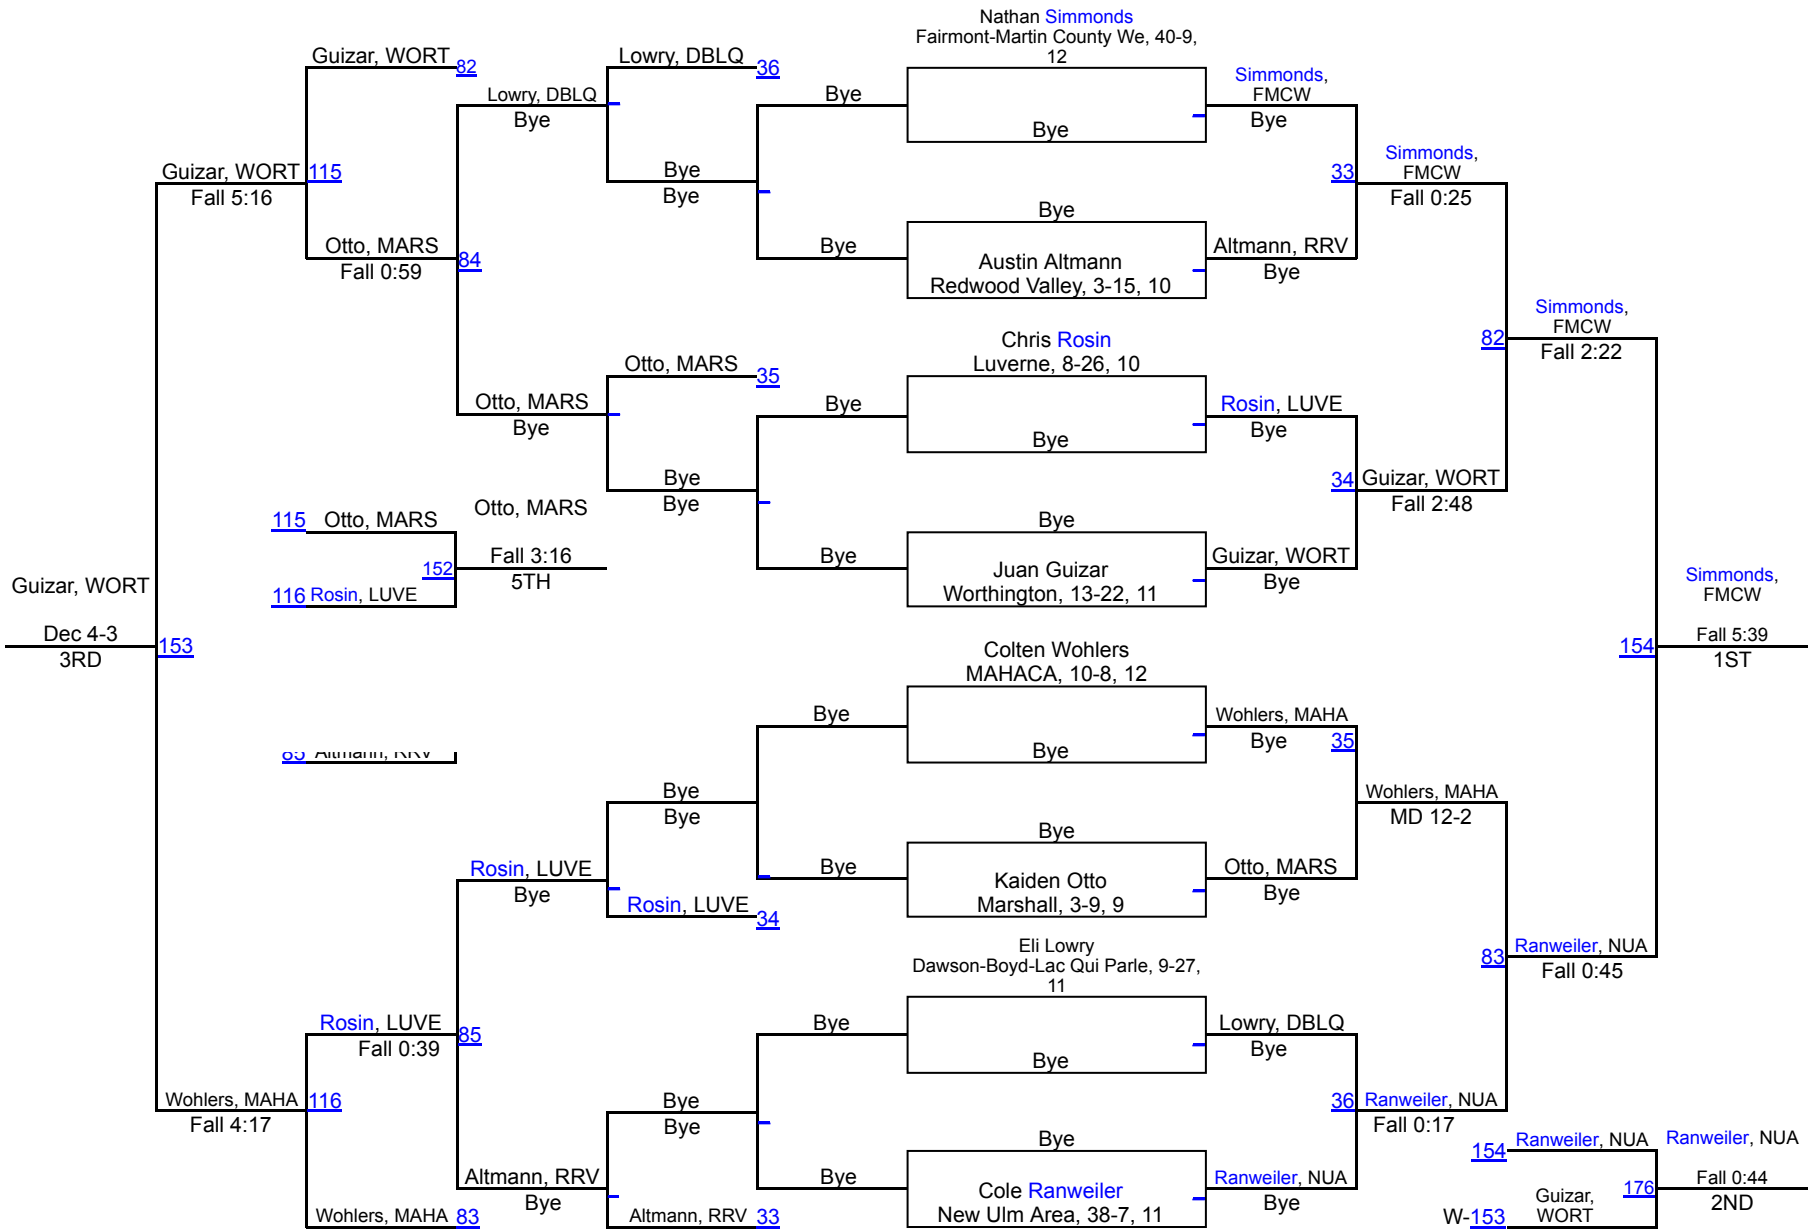 Nathan Simmonds
Fairmont-Martin County We, 40-9,
12
Bye
Bye
Austin Altmann
Redwood Valley, 3-15, 10
Chris Rosin
Luverne, 8-26, 10
Bye
Bye
Juan Guizar
Worthington, 13-22, 11
Colten Wohlers
MAHACA, 10-8, 12
Bye
Bye
Kaiden Otto
Marshall, 3-9, 9
Eli Lowry
Dawson-Boyd-Lac Qui Parle, 9-27,
11
Bye
Bye
Cole Ranweiler
New Ulm Area, 38-7, 11
Simmonds,
FMCW
Bye
33
Altmann, RRV
Bye
Rosin, LUVE
Bye
34
Guizar, WORT
Bye
Wohlers, MAHA
Bye
35
Otto, MARS
Bye
Lowry, DBLQ
Bye
36
Ranweiler, NUA
Bye
Simmonds,
FMCW
Fall 0:25
82
Guizar, WORT
Fall 2:48
Wohlers, MAHA
MD 12-2
83
Ranweiler, NUA
Fall 0:17
Simmonds,
FMCW
Fall 2:22
154
Ranweiler, NUA
Fall 0:45
Simmonds,
FMCW
Fall 5:39
1ST
154 Ranweiler, NUA
176
W-153 Guizar,
WORT
Ranweiler, NUA
Fall 0:44
2ND
Bye
Bye
Bye
Bye
Bye
Bye
Bye
Bye
Lowry, DBLQ 36
Bye
Bye
Otto, MARS 35
Bye
Bye
Bye
Bye
Rosin, LUVE 34
Bye
Bye
Altmann, RRV 33
Lowry, DBLQ
Bye
84
Otto, MARS
Bye
Rosin, LUVE
Bye
85
Altmann, RRV
Bye
Guizar, WORT 82
115
Otto, MARS
Fall 0:59
115 Otto, MARS
152
116 Rosin, LUVE
Otto, MARS
Fall 3:16
5TH
85 Altmann, RRV
Rosin, LUVE
Fall 0:39
116
Wohlers, MAHA 83
Guizar, WORT
Fall 5:16
153
Wohlers, MAHA
Fall 4:17
Guizar, WORT
Dec 4-3
3RD